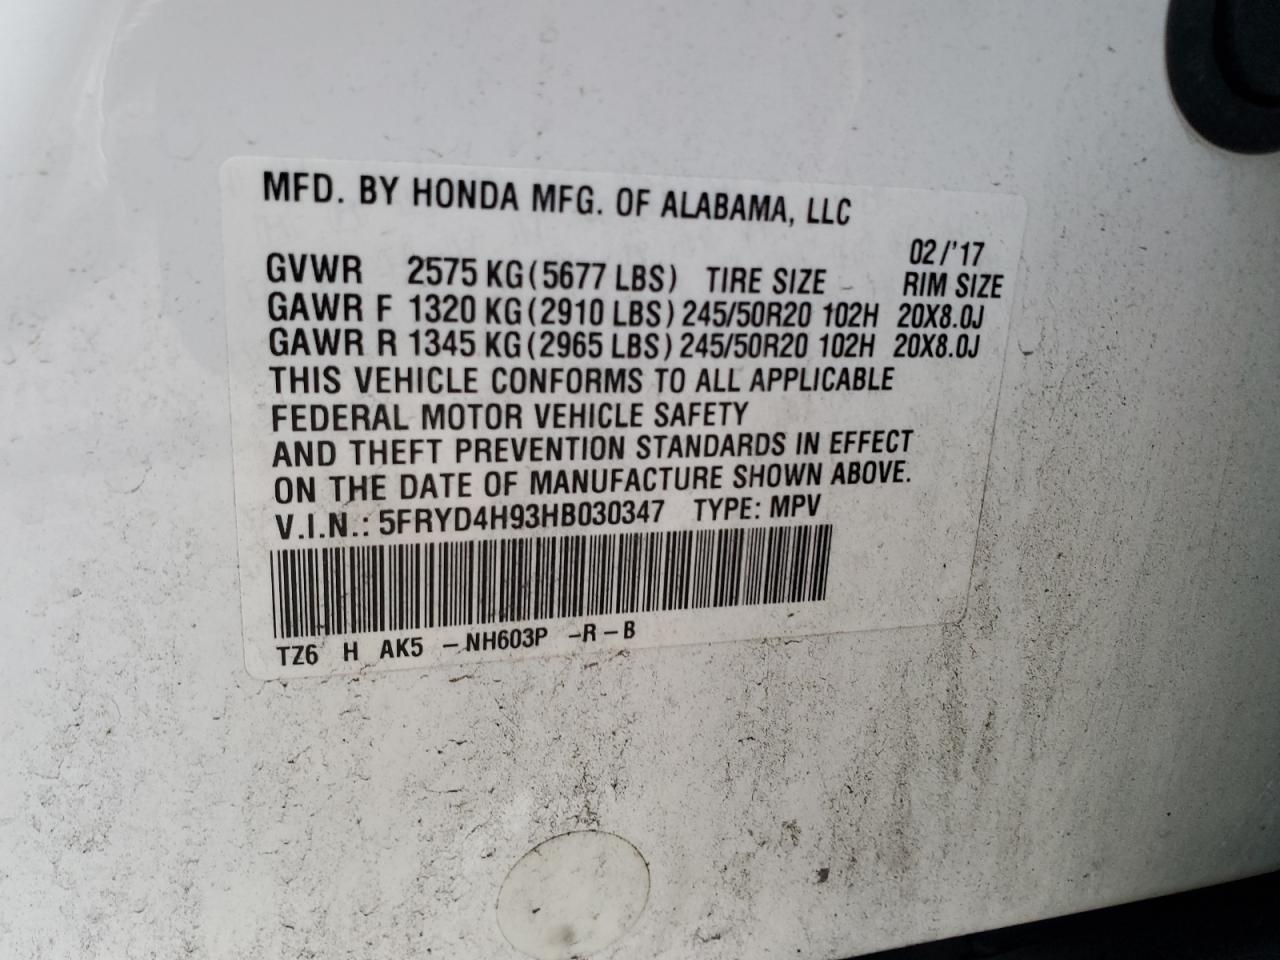 MFD. BY HONDA MFG. OF ALABAMA, LLC
02/'17
GVWR 2575 KG(5677 LBS) TIRE SIZE RIM SIZE
GAWR F 1320 KG(2910 LBS) 245/50R20 102H 20X8.0J
GAWR R 1345 KG(2965 LBS) 245/50R20 102H 20X8.0J
THIS VEHICLE CONFORMS TO ALL APPLICABLE
FEDERAL MOTOR VEHICLE SAFETY
AND THEFT PREVENTION STANDARDS IN EFFECT
ON THE DATE OF MANUFACTURE SHOWN ABOVE.
V.I.N.: 5FRYD4H93HB030347 TYPE: MPV
TZ6 H AK5 -NH603P -R-B